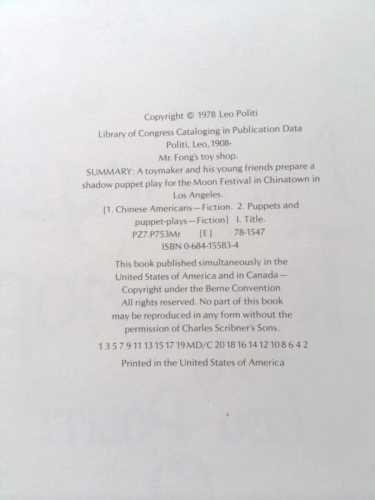 Copyright © 1978 Leo Politi
Library of Congress Cataloging in Publication Data
Politi, Leo, 1908-
Mr. Fong's toy shop.
SUMMARY: A toymaker and his young friends prepare a
shadow puppet play for the Moon Festival in Chinatown in
Los Angeles.
[1. Chinese Americans—Fiction. 2. Puppets and
puppet-plays—Fiction] I. Title.
PZ7.P753Mr [E] 78-1547
ISBN 0-684-15583-4
This book published simultaneously in the
United States of America and in Canada—
Copyright under the Berne Convention
All rights reserved. No part of this book
may be reproduced in any form without the
permission of Charles Scribner's Sons.
1 3 5 7 9 11 13 15 17 19 MD/C 20 18 16 14 12 10 8 6 4 2
Printed in the United States of America